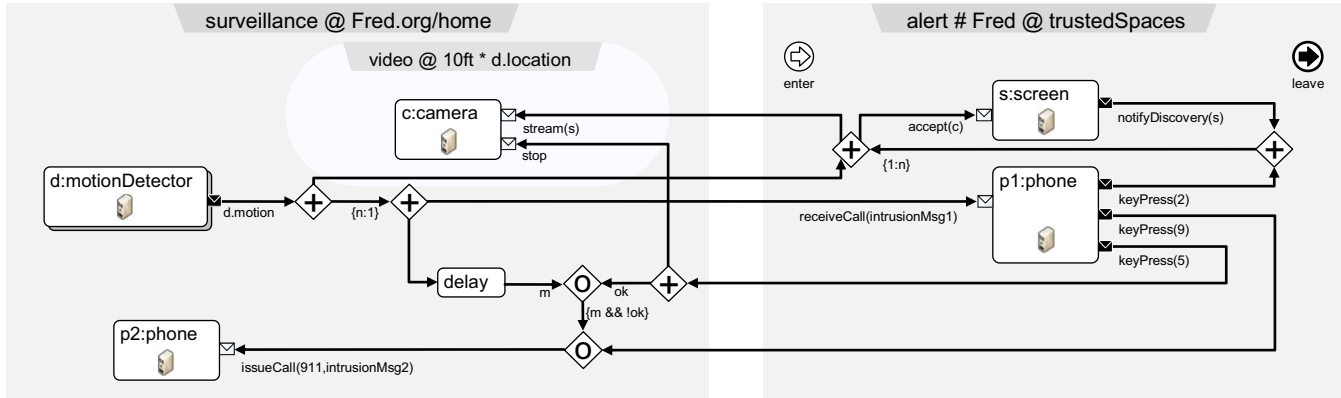 surveillance @ Fred.org/home
alert # Fred @ trustedSpaces
video @ 10ft * d.location
enter
leave
c:camera
s:screen
stream(s)
accept(c)
notifyDiscovery(s)
stop
{1:n}
d:motionDetector
p1:phone
d.motion
{n:1}
receiveCall(intrusionMsg1)
keyPress(2)
keyPress(9)
keyPress(5)
delay
m
O
ok
{m && !ok}
p2:phone
O
issueCall(911,intrusionMsg2)